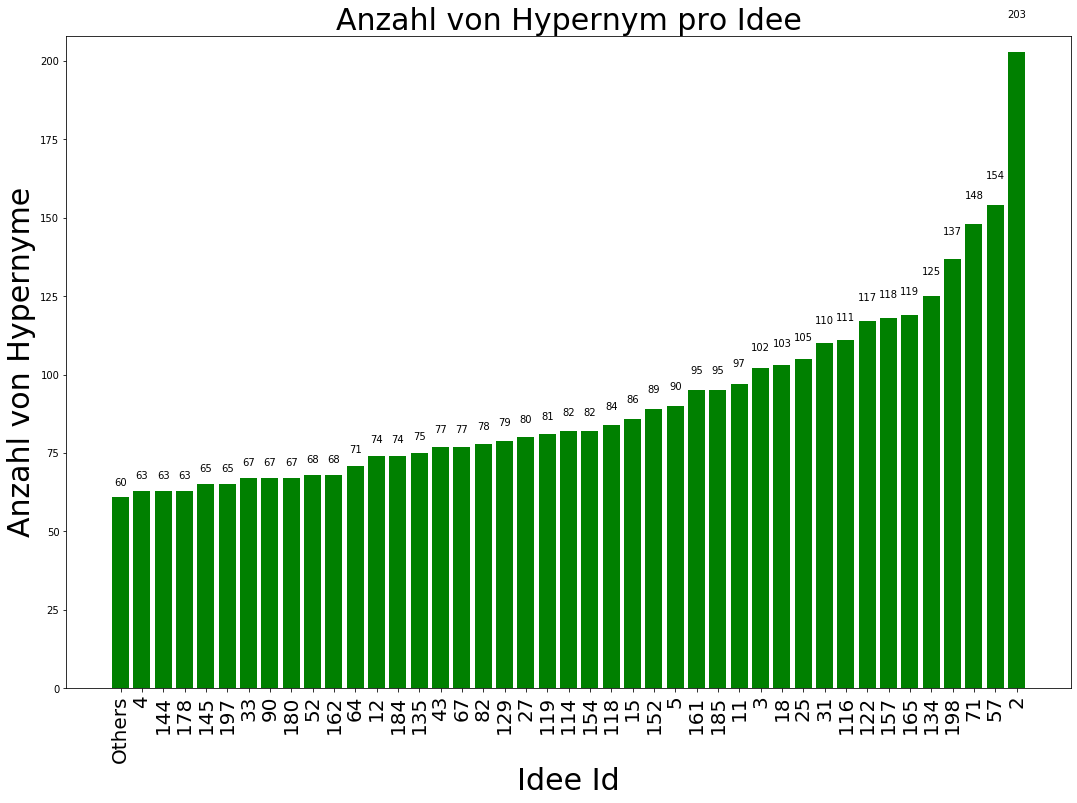 Anzahl von Hypernym pro Idee
Anzahl von Hypernyme
200
175
150
125
100
75
50
25
0
60 63 63 63 65 65 67 67 67 68 68 71 74 74 75 77 77 78 79 80 81 82 82 84 86 89 90 95 95 97 102 103 105 110 111 117 118 119 125 137 148 154 203
Others 4 144 178 145 197 33 90 180 52 162 64 12 184 135 43 67 82 129 27 119 114 154 118 15 152 5 161 185 11 3 18 25 31 116 122 157 165 134 198 71 57 2
Idee Id